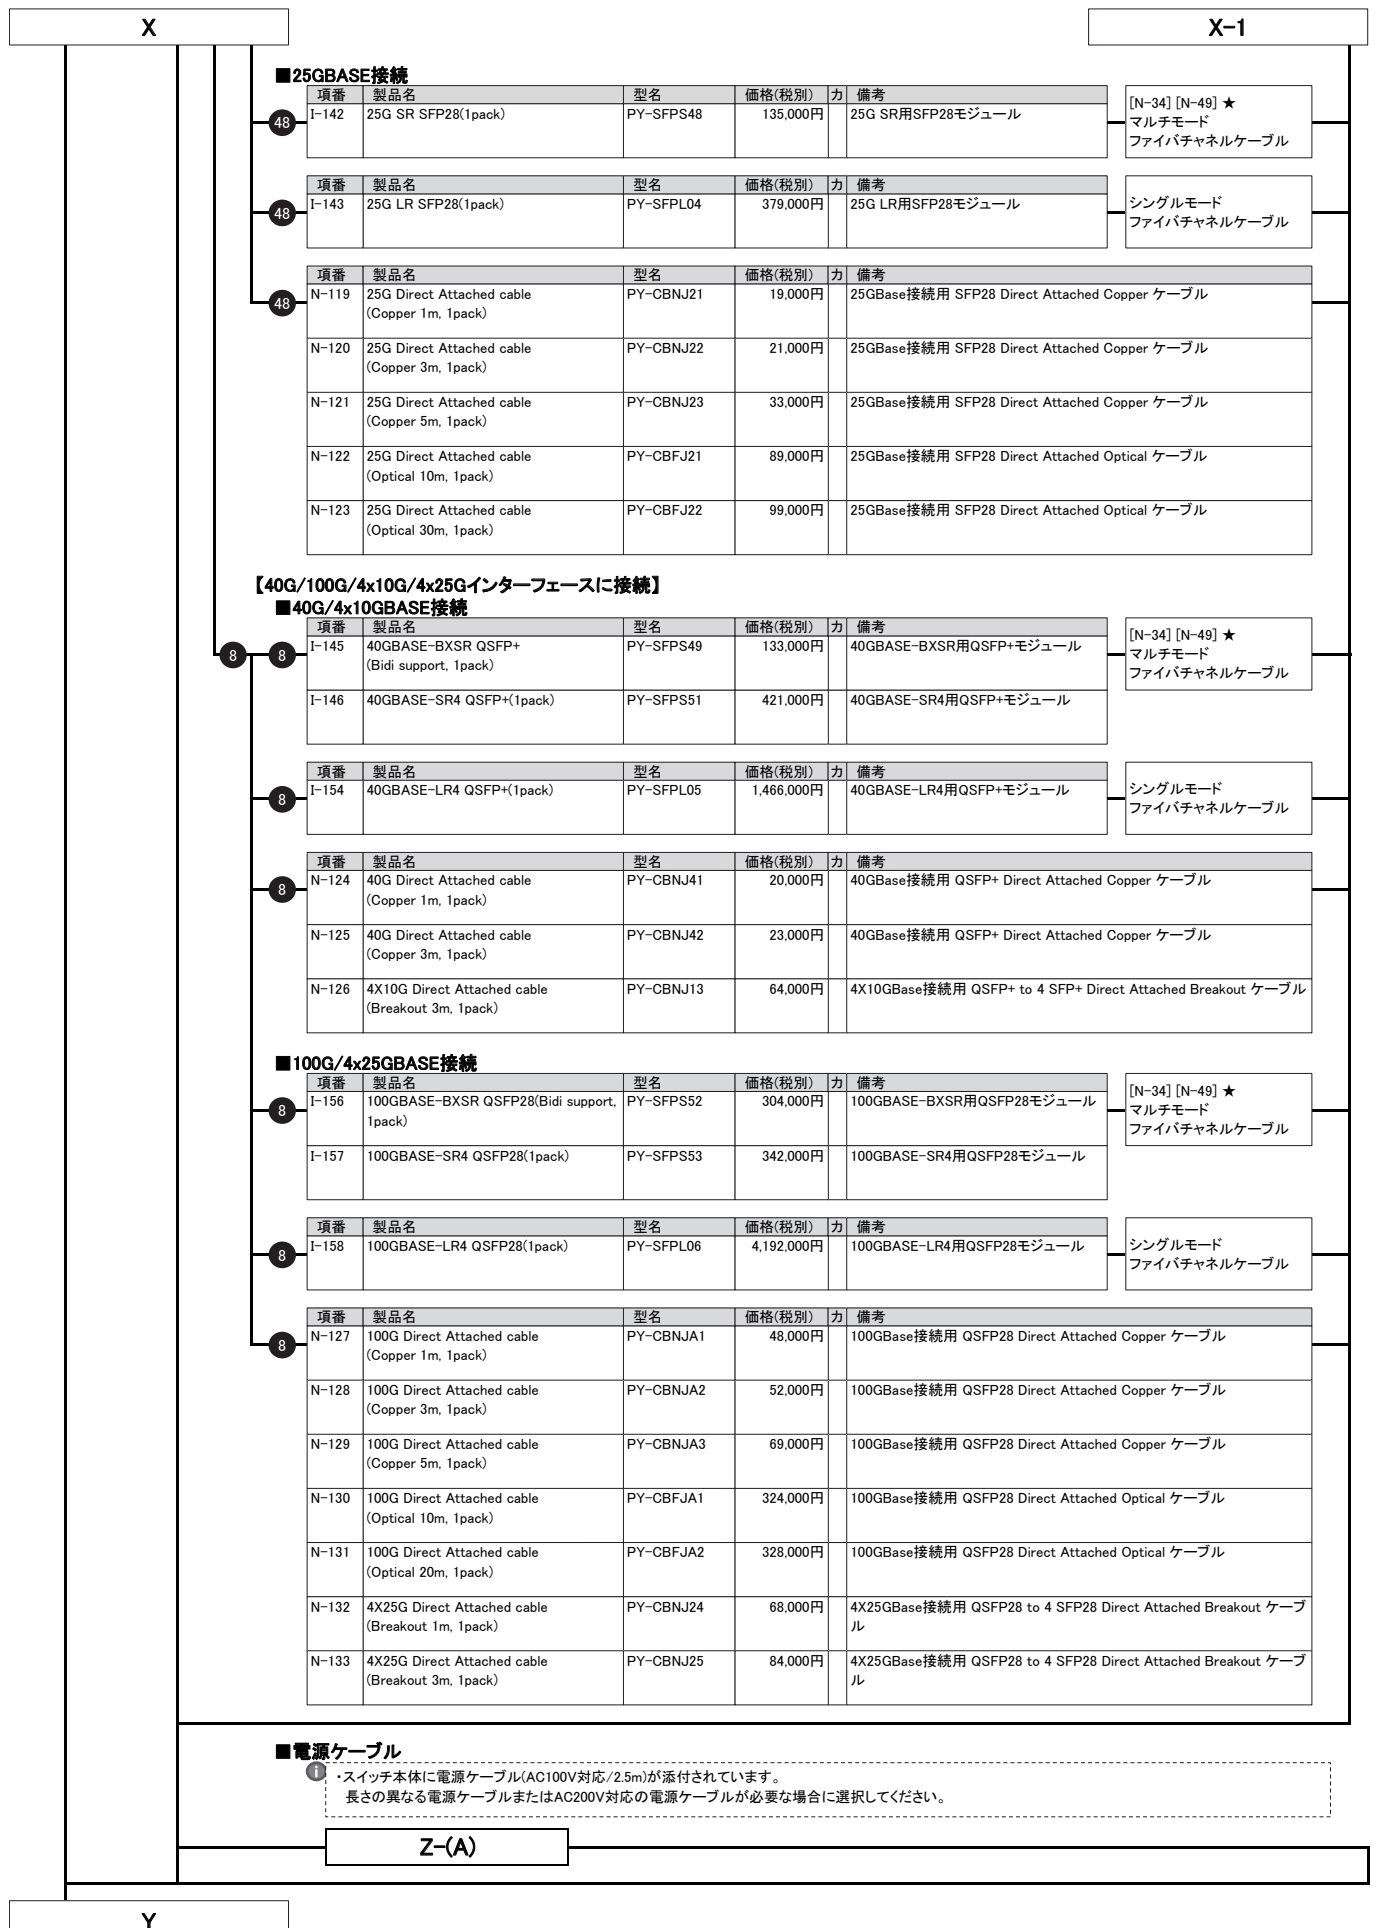 X
X-1
■25GBASE接続
項番 製品名 型名 価格(税別) カ 備考
48
I-142 25G SR SFP28(1pack) PY-SFPS48 135,000円 25G SR用SFP28モジュール
[N-34] [N-49] ★
マルチモード
ファイバチャネルケーブル
項番 製品名 型名 価格(税別) カ 備考
48
I-143 25G LR SFP28(1pack) PY-SFPL04 379,000円 25G LR用SFP28モジュール
シングルモード
ファイバチャネルケーブル
項番 製品名 型名 価格(税別) カ 備考
48
N-119 25G Direct Attached cable PY-CBNJ21 19,000円 25GBase接続用 SFP28 Direct Attached Copper ケーブル
(Copper 1m, 1pack)
N-120 25G Direct Attached cable PY-CBNJ22 21,000円 25GBase接続用 SFP28 Direct Attached Copper ケーブル
(Copper 3m, 1pack)
N-121 25G Direct Attached cable PY-CBNJ23 33,000円 25GBase接続用 SFP28 Direct Attached Copper ケーブル
(Copper 5m, 1pack)
N-122 25G Direct Attached cable PY-CBFJ21 89,000円 25GBase接続用 SFP28 Direct Attached Optical ケーブル
(Optical 10m, 1pack)
N-123 25G Direct Attached cable PY-CBFJ22 99,000円 25GBase接続用 SFP28 Direct Attached Optical ケーブル
(Optical 30m, 1pack)
【40G/100G/4x10G/4x25Gインターフェースに接続】
■40G/4x10GBASE接続
項番 製品名 型名 価格(税別) カ 備考
8 8
I-145 40GBASE-BXSR QSFP+ PY-SFPS49 133,000円 40GBASE-BXSR用QSFP+モジュール
(Bidi support, 1pack)
[N-34] [N-49] ★
マルチモード
ファイバチャネルケーブル
I-146 40GBASE-SR4 QSFP+(1pack) PY-SFPS51 421,000円 40GBASE-SR4用QSFP+モジュール
項番 製品名 型名 価格(税別) カ 備考
8
I-154 40GBASE-LR4 QSFP+(1pack) PY-SFPL05 1,466,000円 40GBASE-LR4用QSFP+モジュール
シングルモード
ファイバチャネルケーブル
項番 製品名 型名 価格(税別) カ 備考
8
N-124 40G Direct Attached cable PY-CBNJ41 20,000円 40GBase接続用 QSFP+ Direct Attached Copper ケーブル
(Copper 1m, 1pack)
N-125 40G Direct Attached cable PY-CBNJ42 23,000円 40GBase接続用 QSFP+ Direct Attached Copper ケーブル
(Copper 3m, 1pack)
N-126 4X10G Direct Attached cable PY-CBNJ13 64,000円 4X10GBase接続用 QSFP+ to 4 SFP+ Direct Attached Breakout ケーブル
(Breakout 3m, 1pack)
■100G/4x25GBASE接続
項番 製品名 型名 価格(税別) カ 備考
8
I-156 100GBASE-BXSR QSFP28(Bidi support, PY-SFPS52 304,000円 100GBASE-BXSR用QSFP28モジュール
1pack)
[N-34] [N-49] ★
マルチモード
ファイバチャネルケーブル
I-157 100GBASE-SR4 QSFP28(1pack) PY-SFPS53 342,000円 100GBASE-SR4用QSFP28モジュール
項番 製品名 型名 価格(税別) カ 備考
8
I-158 100GBASE-LR4 QSFP28(1pack) PY-SFPL06 4,192,000円 100GBASE-LR4用QSFP28モジュール
シングルモード
ファイバチャネルケーブル
項番 製品名 型名 価格(税別) カ 備考
8
N-127 100G Direct Attached cable PY-CBNJA1 48,000円 100GBase接続用 QSFP28 Direct Attached Copper ケーブル
(Copper 1m, 1pack)
N-128 100G Direct Attached cable PY-CBNJA2 52,000円 100GBase接続用 QSFP28 Direct Attached Copper ケーブル
(Copper 3m, 1pack)
N-129 100G Direct Attached cable PY-CBNJA3 69,000円 100GBase接続用 QSFP28 Direct Attached Copper ケーブル
(Copper 5m, 1pack)
N-130 100G Direct Attached cable PY-CBFJA1 324,000円 100GBase接続用 QSFP28 Direct Attached Optical ケーブル
(Optical 10m, 1pack)
N-131 100G Direct Attached cable PY-CBFJA2 328,000円 100GBase接続用 QSFP28 Direct Attached Optical ケーブル
(Optical 20m, 1pack)
N-132 4X25G Direct Attached cable PY-CBNJ24 68,000円 4X25GBase接続用 QSFP28 to 4 SFP28 Direct Attached Breakout ケーブ
(Breakout 1m, 1pack) ル
N-133 4X25G Direct Attached cable PY-CBNJ25 84,000円 4X25GBase接続用 QSFP28 to 4 SFP28 Direct Attached Breakout ケーブ
(Breakout 3m, 1pack) ル
■電源ケーブル
i ・スイッチ本体に電源ケーブル(AC100V対応/2.5m)が添付されています。
長さの異なる電源ケーブルまたはAC200V対応の電源ケーブルが必要な場合に選択してください。
Z-(A)
Y